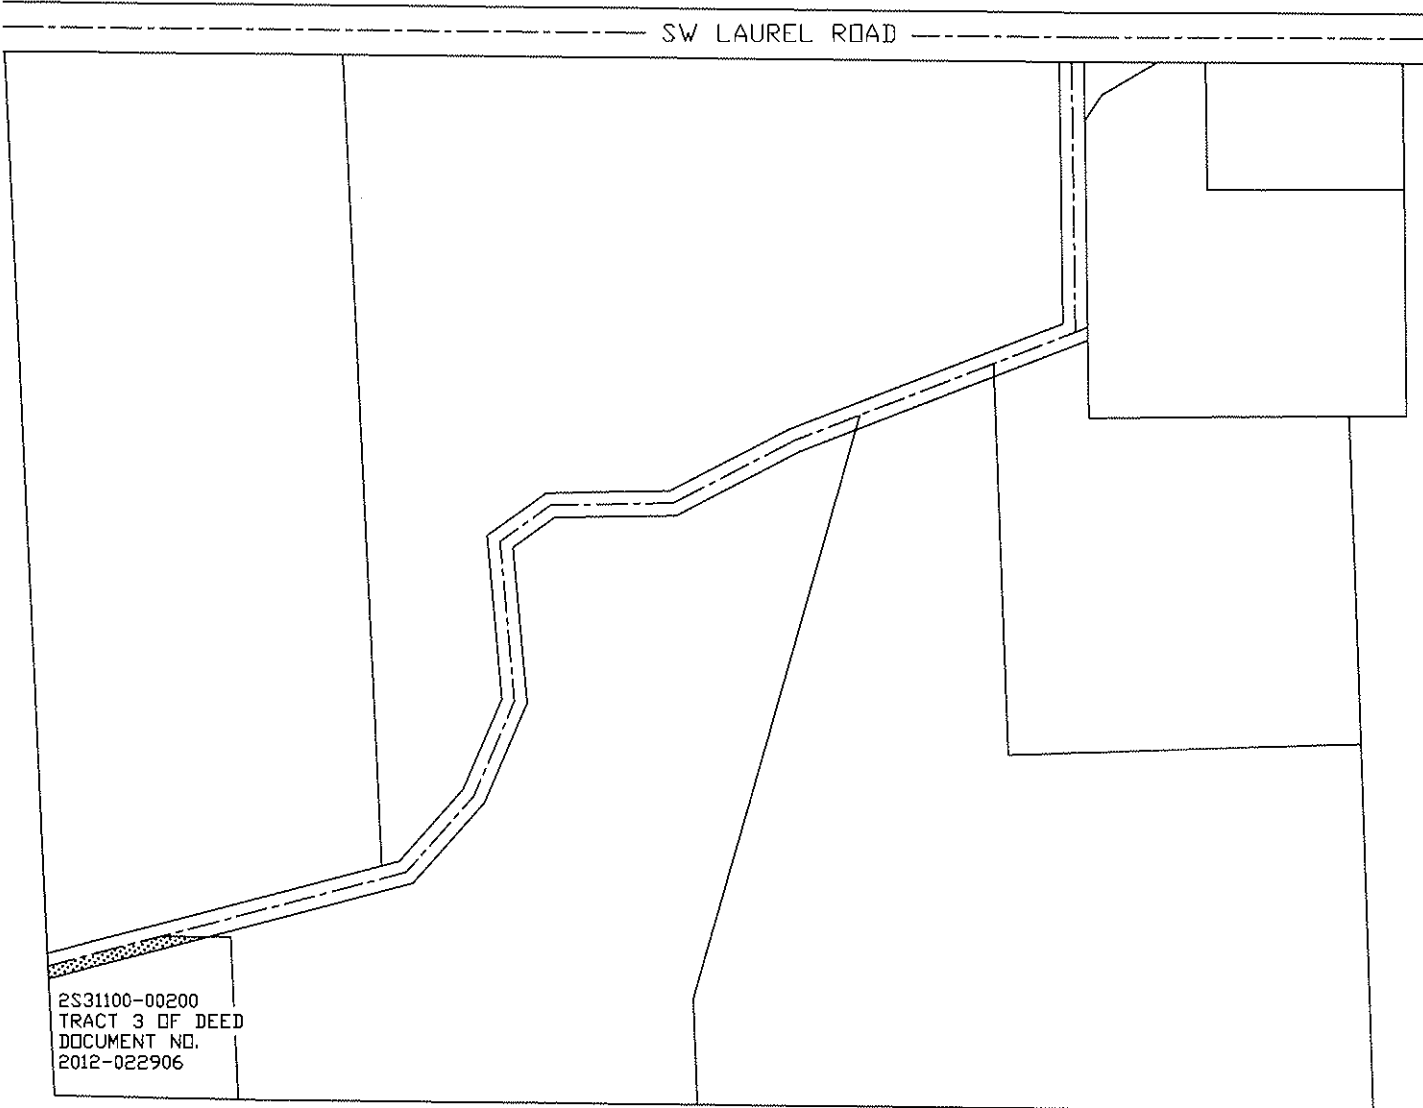 SW LAUREL ROAD
2S31100-00200
TRACT 3 OF DEED
DOCUMENT NO.
2012-022906